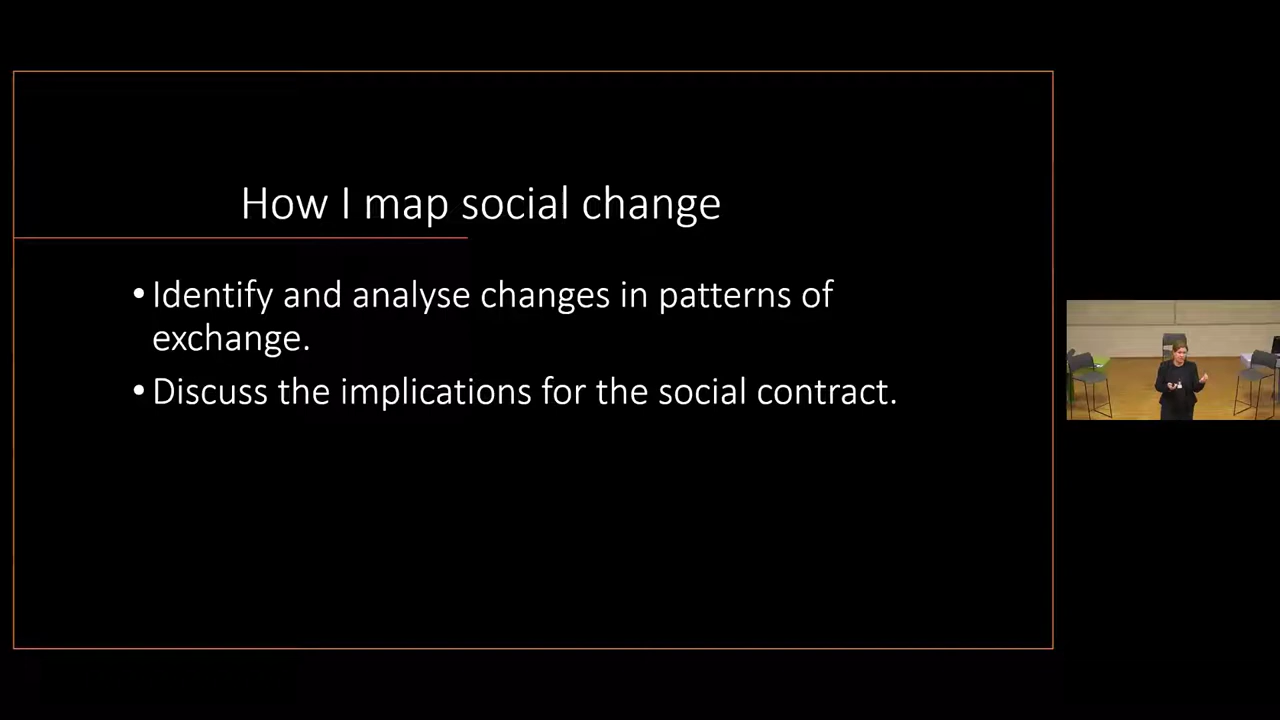 How I map social change
•Identify and analyse changes in patterns of
exchange.
•Discuss the implications for the social contract.